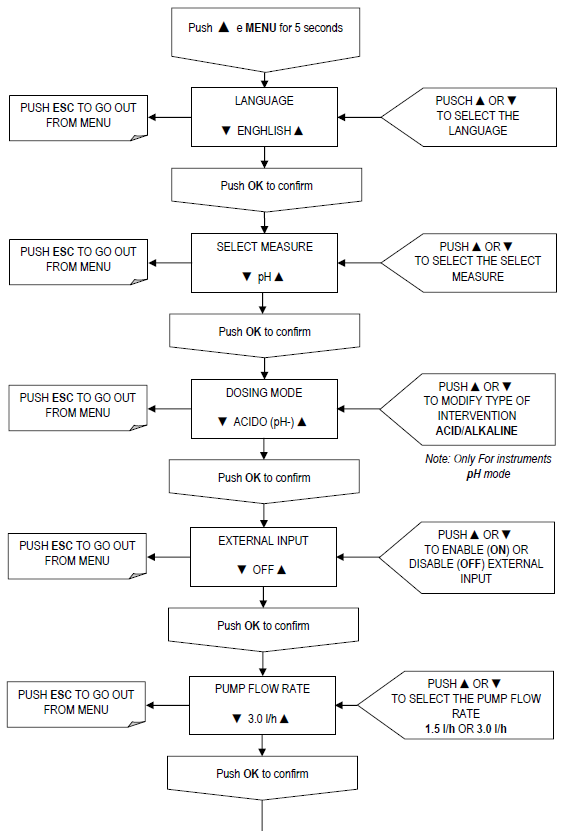 Push ▲ e MENU for 5 seconds
PUSH ESC TO GO OUT
FROM MENU
LANGUAGE
▼ ENGHLISH ▲
PUSCH ▲ OR ▼
TO SELECT THE
LANGUAGE
Push OK to confirm
PUSH ESC TO GO OUT
FROM MENU
SELECT MEASURE
▼ pH ▲
PUSH ▲ OR ▼
TO SELECT THE SELECT
MEASURE
Push OK to confirm
PUSH ESC TO GO OUT
FROM MENU
DOSING MODE
▼ ACIDO (pH-) ▲
PUSH ▲ OR ▼
TO MODIFY TYPE OF
INTERVENTION
ACID/ALKALINE
Note: Only For instruments
pH mode
Push OK to confirm
PUSH ESC TO GO OUT
FROM MENU
EXTERNAL INPUT
▼ OFF ▲
PUSH ▲ OR ▼
TO ENABLE (ON) OR
DISABLE (OFF) EXTERNAL
INPUT
Push OK to confirm
PUSH ESC TO GO OUT
FROM MENU
PUMP FLOW RATE
▼ 3.0 l/h ▲
PUSH ▲ OR ▼
TO SELECT THE PUMP FLOW
RATE
1.5 l/h OR 3.0 l/h
Push OK to confirm